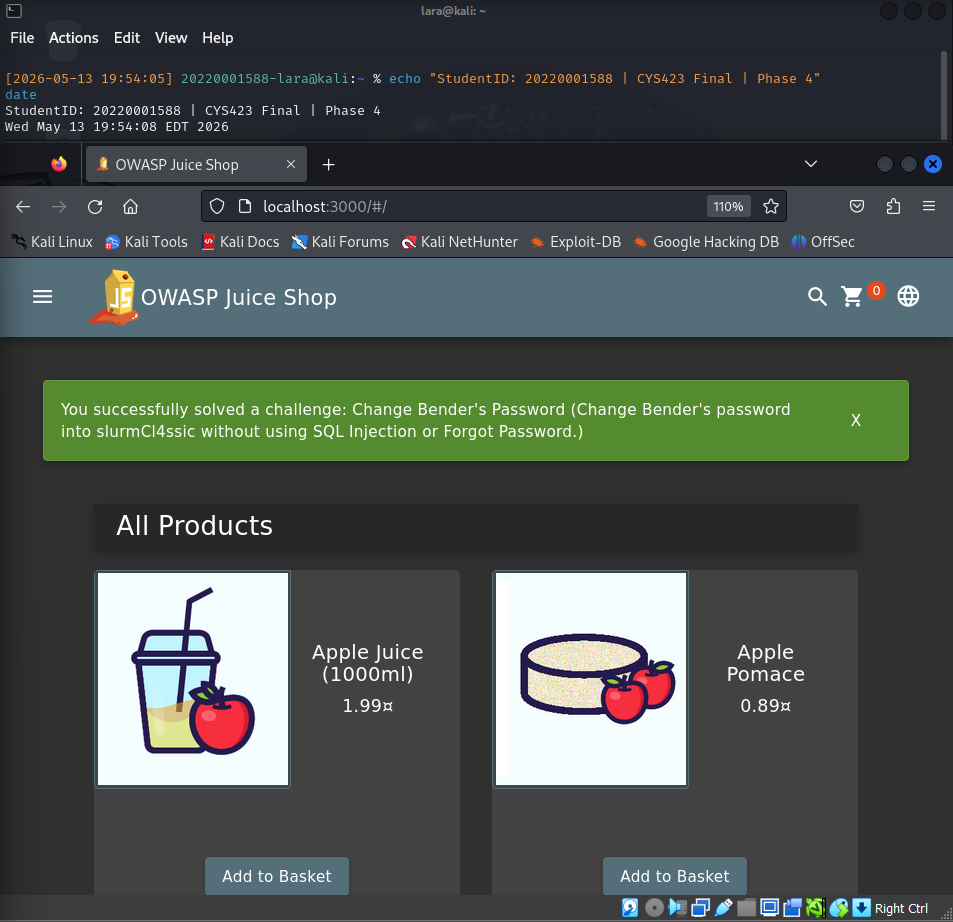 lara@kali: ~
File Actions Edit View Help
[2026-05-13 19:54:05] 20220001588-lara@kali:~ % echo "StudentID: 20220001588 | CYS423 Final | Phase 4"
date
StudentID: 20220001588 | CYS423 Final | Phase 4
Wed May 13 19:54:08 EDT 2026
OWASP Juice Shop
localhost:3000/#/ 110%
Kali Linux Kali Tools Kali Docs Kali Forums Kali NetHunter Exploit-DB Google Hacking DB OffSec
JS OWASP Juice Shop 0
You successfully solved a challenge: Change Bender's Password (Change Bender's password
into slurmCl4ssic without using SQL Injection or Forgot Password.)
X
All Products
Apple Juice
(1000ml)
1.99¤
Apple
Pomace
0.89¤
Add to Basket Add to Basket
Right Ctrl